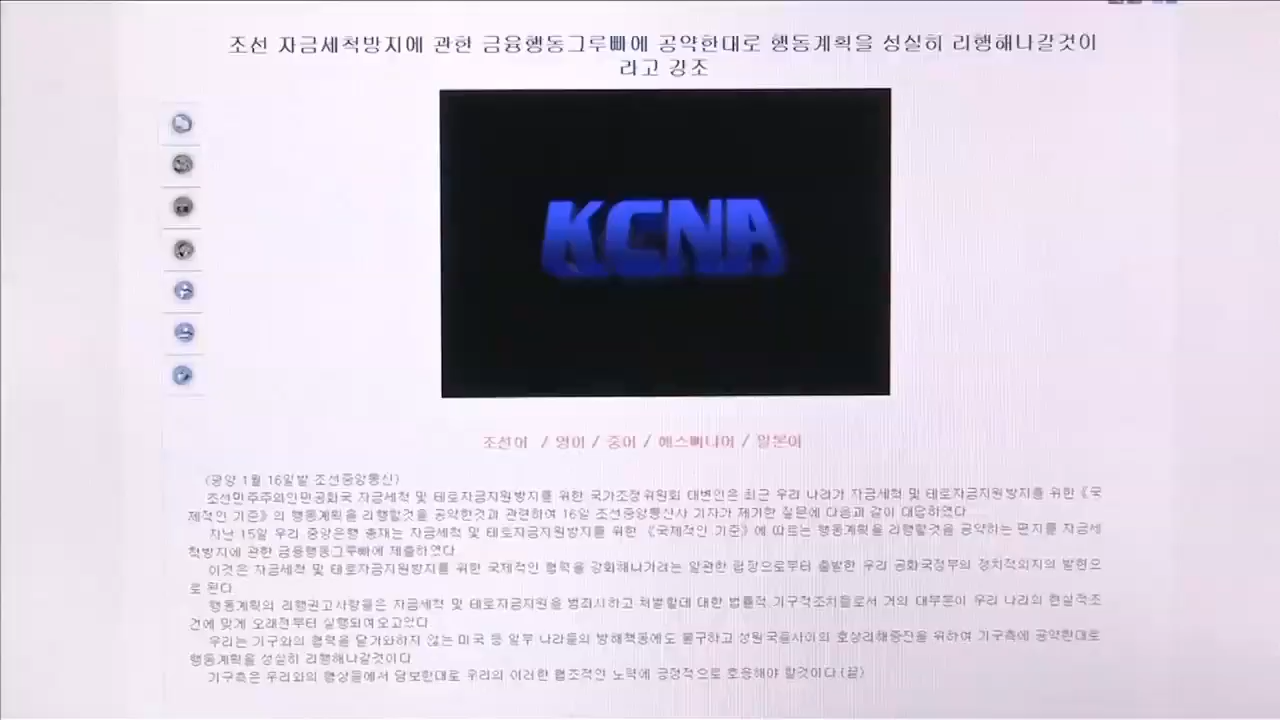 조선 자금세척방지에 관한 금융행동그루빠에 공약한대로 행동계획을 성실히 리행해나갈것이
라고 강조
KCNA
조선어 / 영어 / 중어 / 에스빠냐어 / 일본어
(평양 1월 16일발 조선중앙통신)
조선민주주의인민공화국 자금세척 및 테로자금지원방지를 위한 국가조정위원회 대변인은 최근 우리 나라가 자금세척 및 테로자금지원방지를 위한 《국
제적인 기준》의 행동계획을 리행할것을 공약한것과 관련하여 16일 조선중앙통신사 기자가 제기한 질문에 다음과 같이 대답하였다.
지난 15일 우리 중앙은행 총재는 자금세척 및 테로자금지원방지를 위한 《국제적인 기준》에 따르는 행동계획을 리행할것을 공약하는 편지를 자금세
척방지에 관한 금융행동그루빠에 제출하였다.
이것은 자금세척 및 테로자금지원방지를 위한 국제적인 협력을 강화해나가려는 일관한 립장으로부터 출발한 우리 공화국정부의 정치적의지의 발현으
로 된다.
행동계획의 리행권고사항들은 자금세척 및 테로자금지원을 범죄시하고 처벌할데 대한 법률적, 기구적조치들로서 거의 대부분이 우리 나라의 현실적조
건에 맞게 오래전부터 실행되여오고있다.
우리는 기구와의 협력을 달가와하지 않는 미국 등 일부 나라들의 방해책동에도 불구하고 성원국들사이의 호상리해증진을 위하여 기구측에 공약한대로
행동계획을 성실히 리행해나갈것이다.
기구측은 우리와의 협상들에서 담보한대로 우리의 이러한 협조적인 노력에 긍정적으로 호응해야 할것이다.(끝)